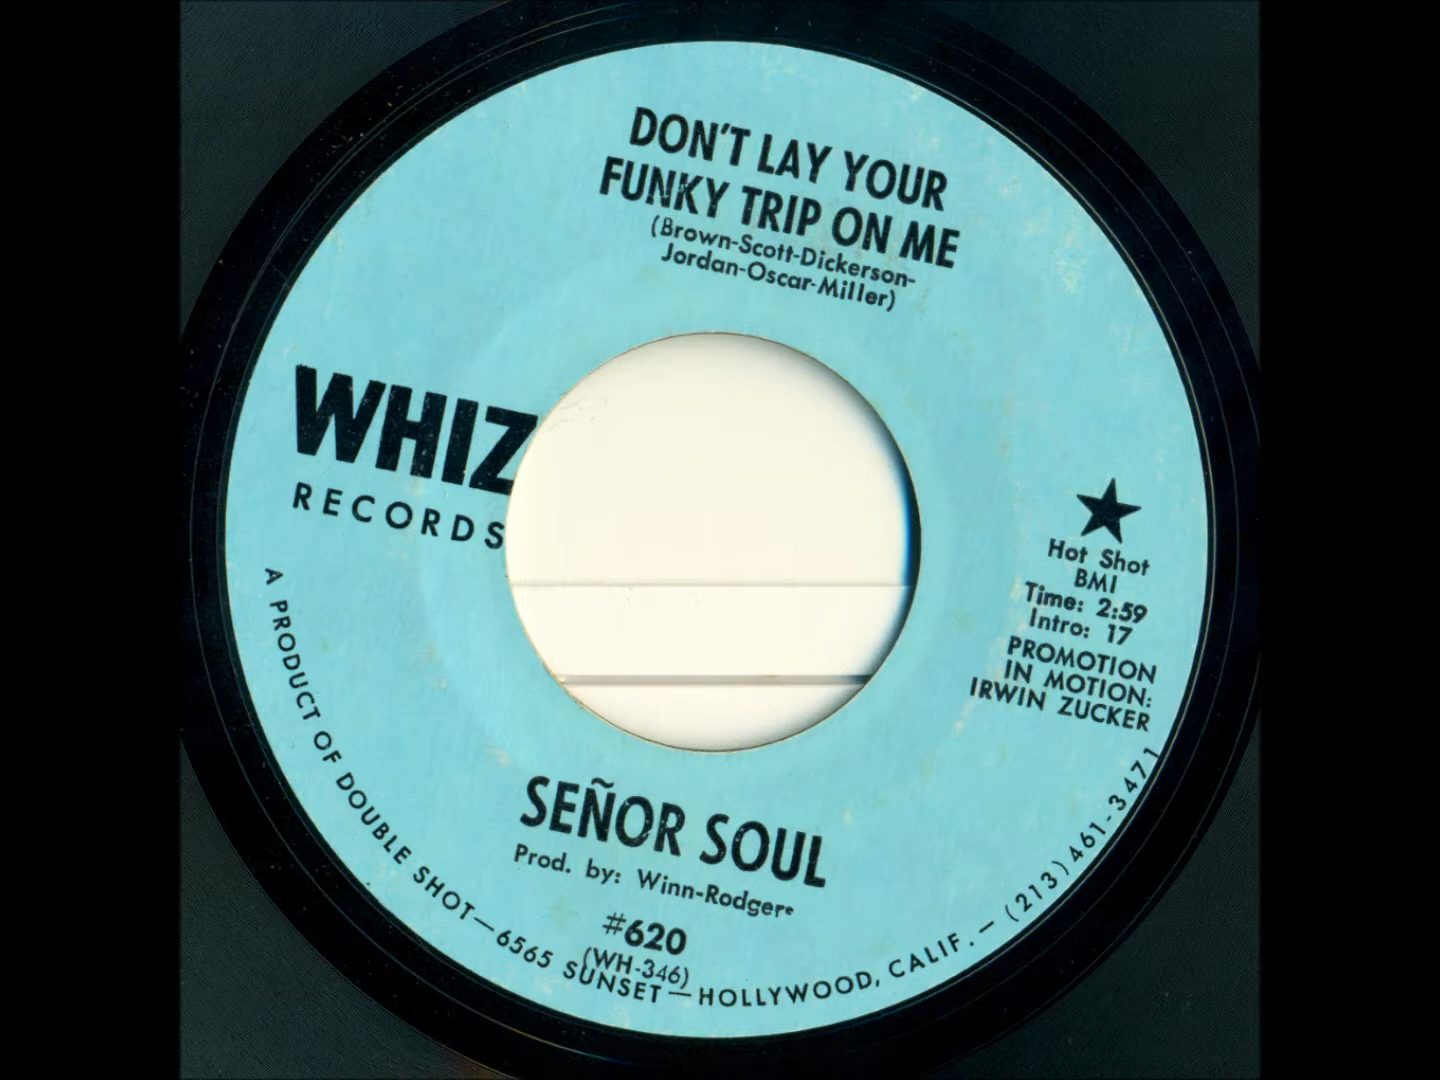 DON'T LAY YOUR
FUNKY TRIP ON ME
(Brown-Scott-Dickerson-
Jordan-Oscar-Miller)
WHIZ
RECORDS
★
Hot Shot
BMI
Time: 2:59
Intro: 17
PROMOTION
IN MOTION:
IRWIN ZUCKER
SEÑOR SOUL
Prod. by: Winn-Rodgers
#620
(WH-346)
A PRODUCT OF DOUBLE SHOT—6565 SUNSET—HOLLYWOOD, CALIF.—(213)461-3471